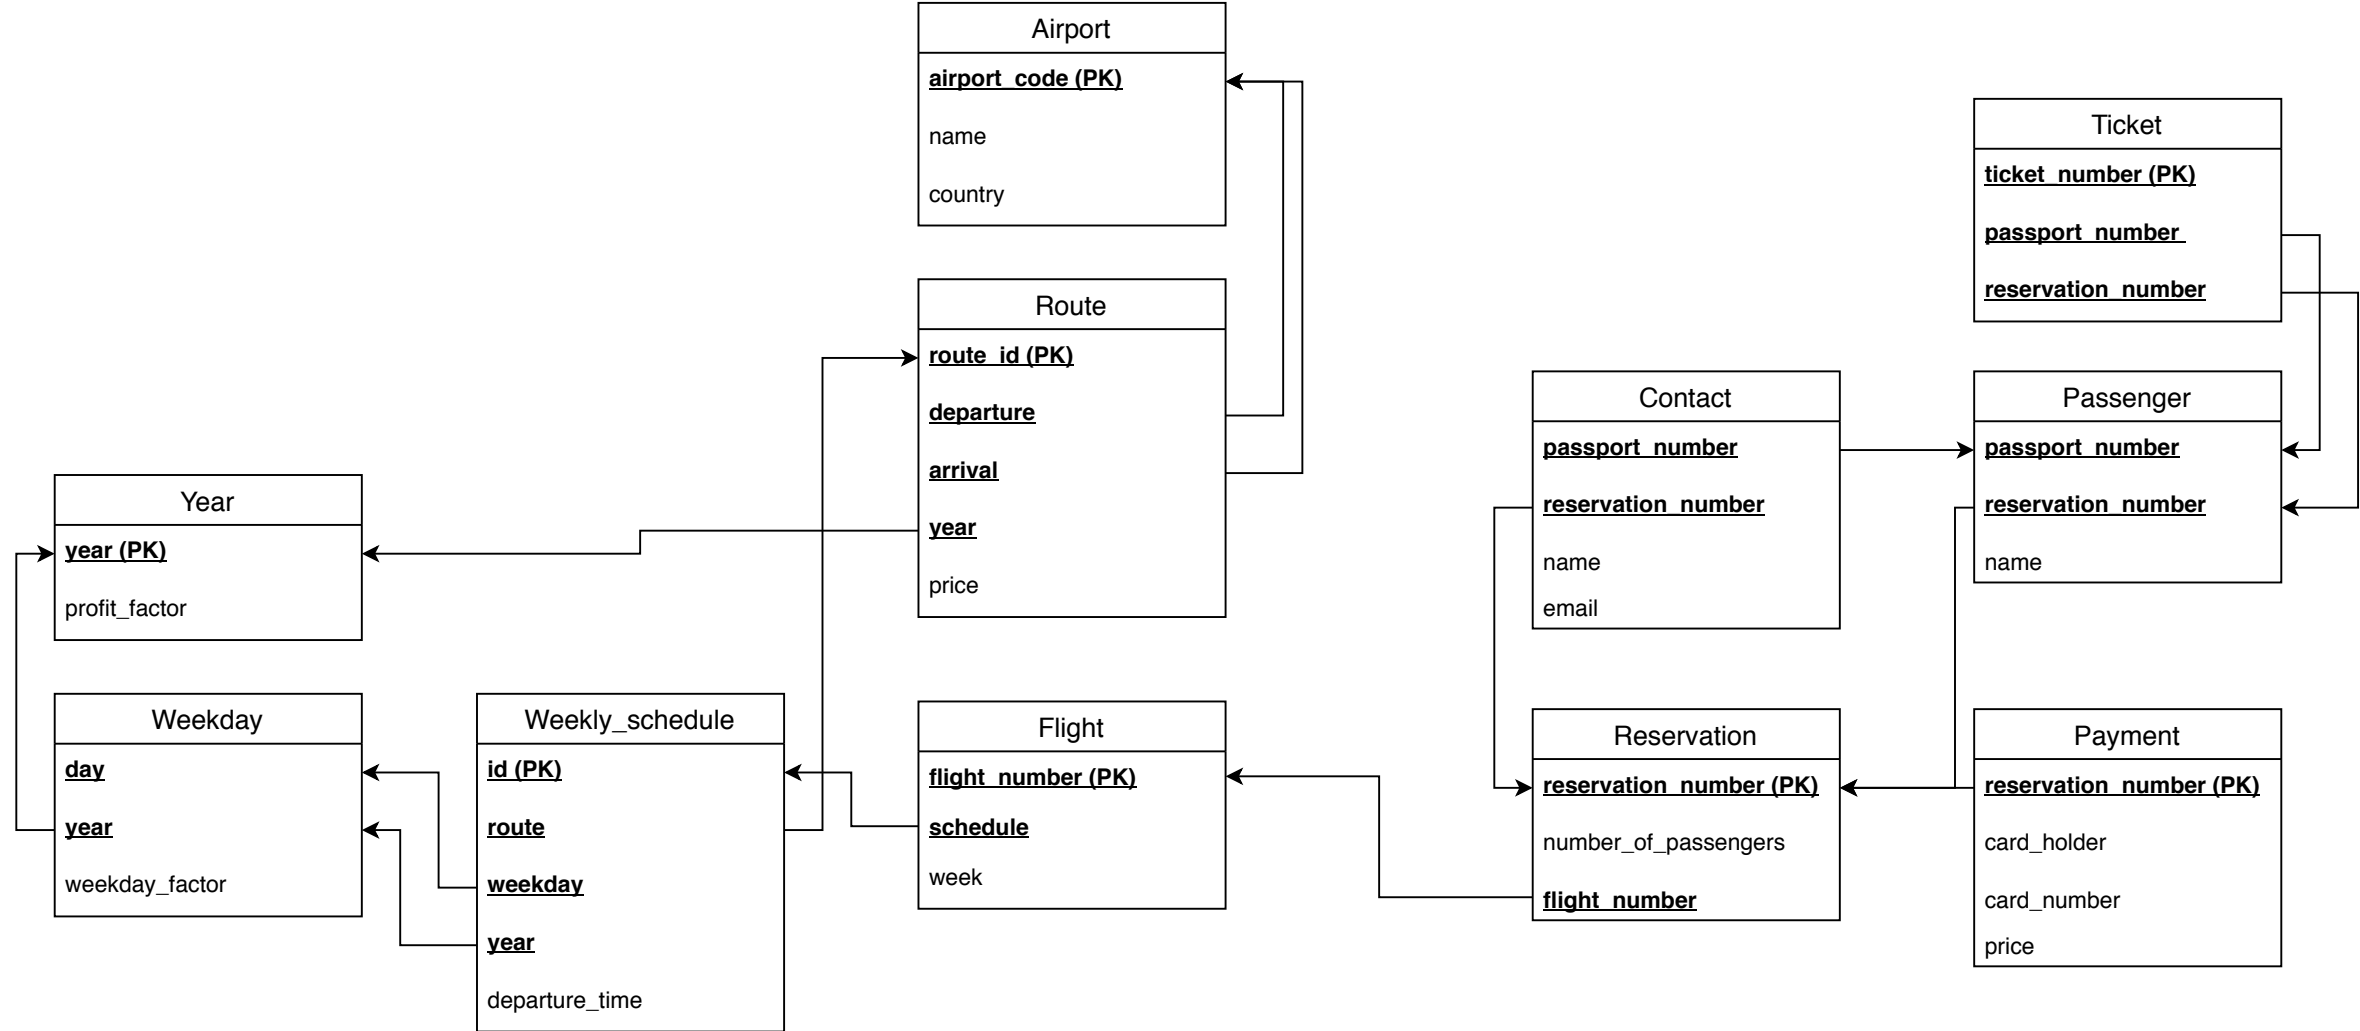 Airport
airport_code (PK)
name
country
Ticket
ticket_number (PK)
passport_number
reservation_number
Route
route_id (PK)
departure
arrival
year
price
Contact
passport_number
reservation_number
name
email
Passenger
passport_number
reservation_number
name
Year
year (PK)
profit_factor
Weekday
day
year
weekday_factor
Weekly_schedule
id (PK)
route
weekday
year
departure_time
Flight
flight_number (PK)
schedule
week
Reservation
reservation_number (PK)
number_of_passengers
flight_number
Payment
reservation_number (PK)
card_holder
card_number
price